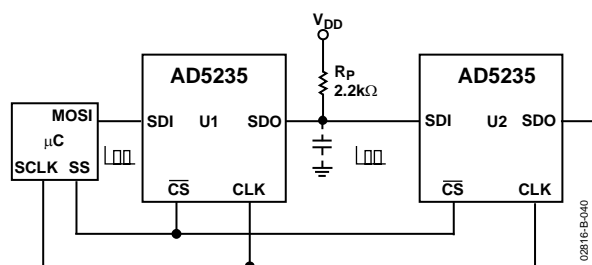 VDD
AD5235
RP
2.2kΩ
AD5235
MOSI
µC
SCLK SS
SDI U1 SDO
CS
CLK
SDI U2 SDO
CS
CLK
02816-B-040